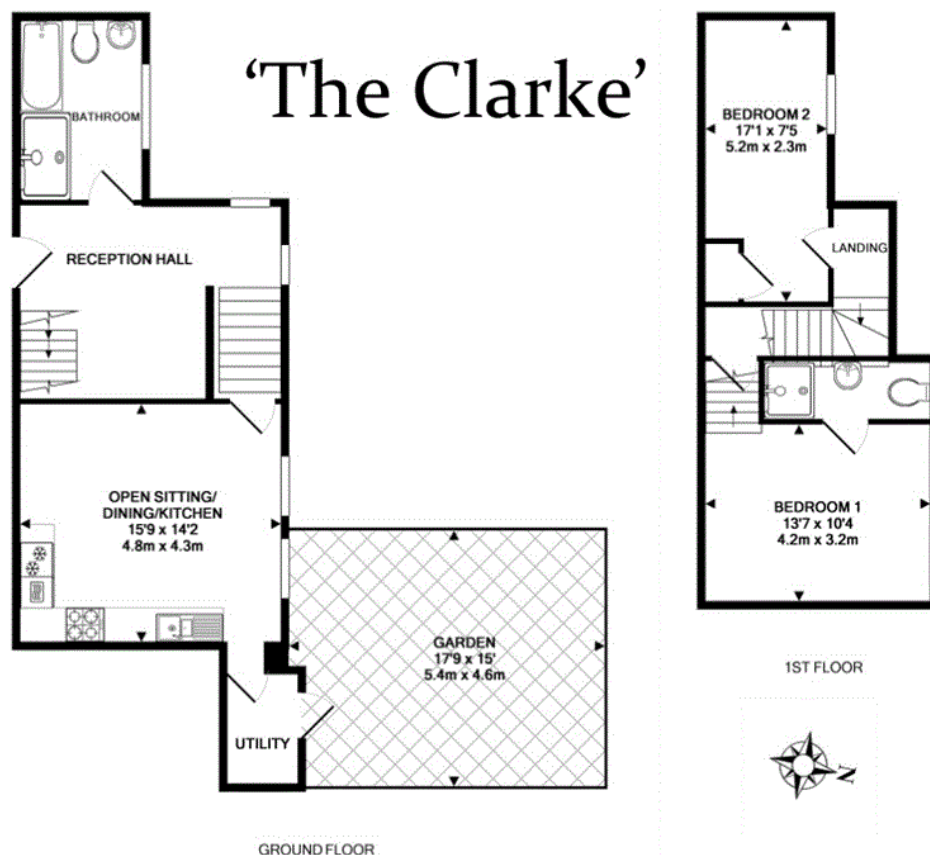 ‘The Clarke’
BATHROOM
RECEPTION HALL
OPEN SITTING/
DINING/KITCHEN
15'9 x 14'2
4.8m x 4.3m
GARDEN
17'9 x 15'
5.4m x 4.6m
UTILITY
GROUND FLOOR
BEDROOM 2
17'1 x 7'5
5.2m x 2.3m
LANDING
BEDROOM 1
13'7 x 10'4
4.2m x 3.2m
1ST FLOOR
N